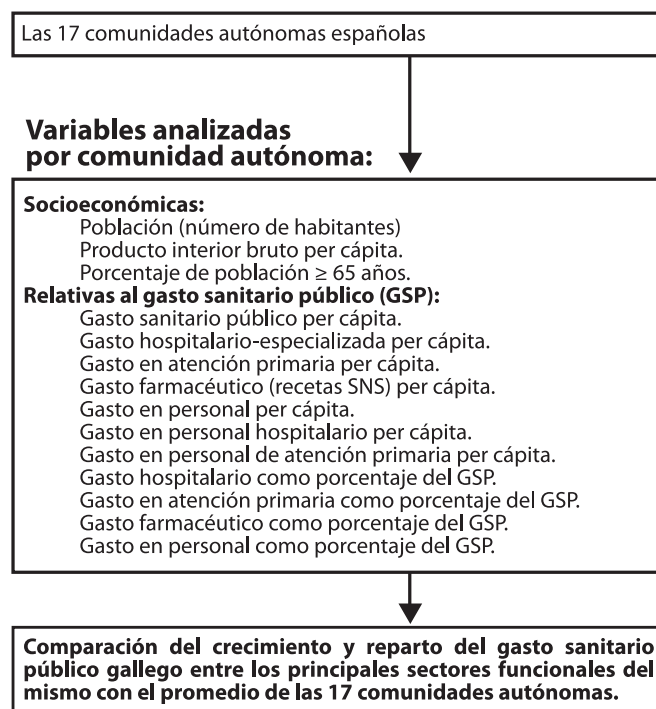 Las 17 comunidades autónomas españolas
Variables analizadas
por comunidad autónoma:
Socioeconómicas:
Población (número de habitantes)
Producto interior bruto per cápita.
Porcentaje de población ≥ 65 años.
Relativas al gasto sanitario público (GSP):
Gasto sanitario público per cápita.
Gasto hospitalario-especializada per cápita.
Gasto en atención primaria per cápita.
Gasto farmacéutico (recetas SNS) per cápita.
Gasto en personal per cápita.
Gasto en personal hospitalario per cápita.
Gasto en personal de atención primaria per cápita.
Gasto hospitalario como porcentaje del GSP.
Gasto en atención primaria como porcentaje del GSP.
Gasto farmacéutico como porcentaje del GSP.
Gasto en personal como porcentaje del GSP.
Comparación del crecimiento y reparto del gasto sanitario
público gallego entre los principales sectores funcionales del
mismo con el promedio de las 17 comunidades autónomas.